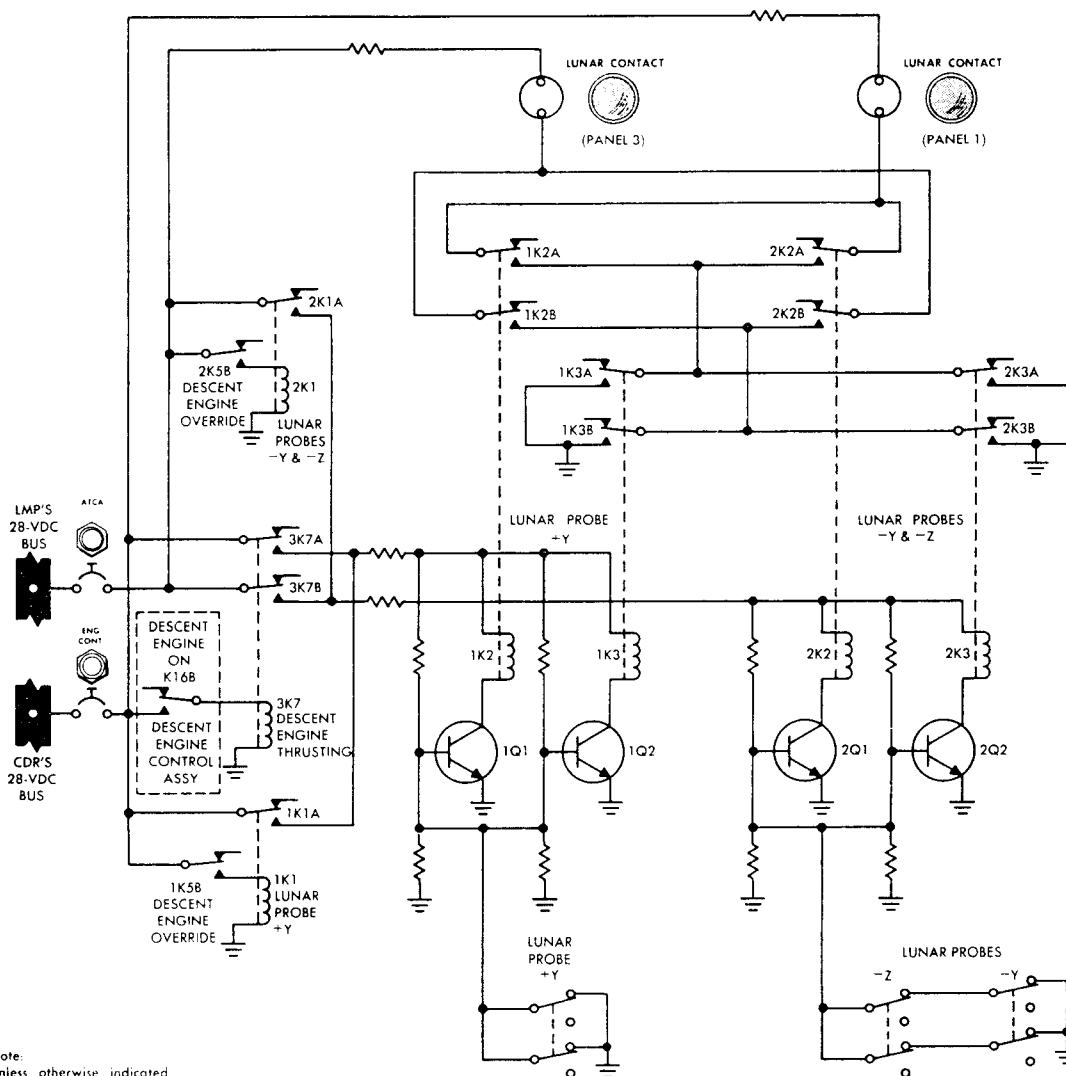 LUNAR CONTACT
(PANEL 3)
LUNAR CONTACT
(PANEL 1)
1K2A
2K2A
1K2B
2K2B
2K1A
2K5B
DESCENT
ENGINE
OVERRIDE
2K1
LUNAR
PROBES
-Y & -Z
1K3A
2K3A
1K3B
2K3B
LMP'S
28-VDC
BUS
ATCA
3K7A
3K7B
LUNAR PROBE
+Y
LUNAR PROBES
-Y & -Z
ENG
CONT
CDR'S
28-VDC
BUS
DESCENT
ENGINE
ON
K16B
DESCENT
ENGINE
CONTROL
ASSY
3K7
DESCENT
ENGINE
THRUSTING
1K2
1K3
2K2
2K3
1Q1
1Q2
2Q1
2Q2
1K1A
1K5B
DESCENT
ENGINE
OVERRIDE
1K1
LUNAR
PROBE
+Y
LUNAR
PROBE
+Y
LUNAR PROBES
-Z
-Y
ote:
nless otherwise indicated